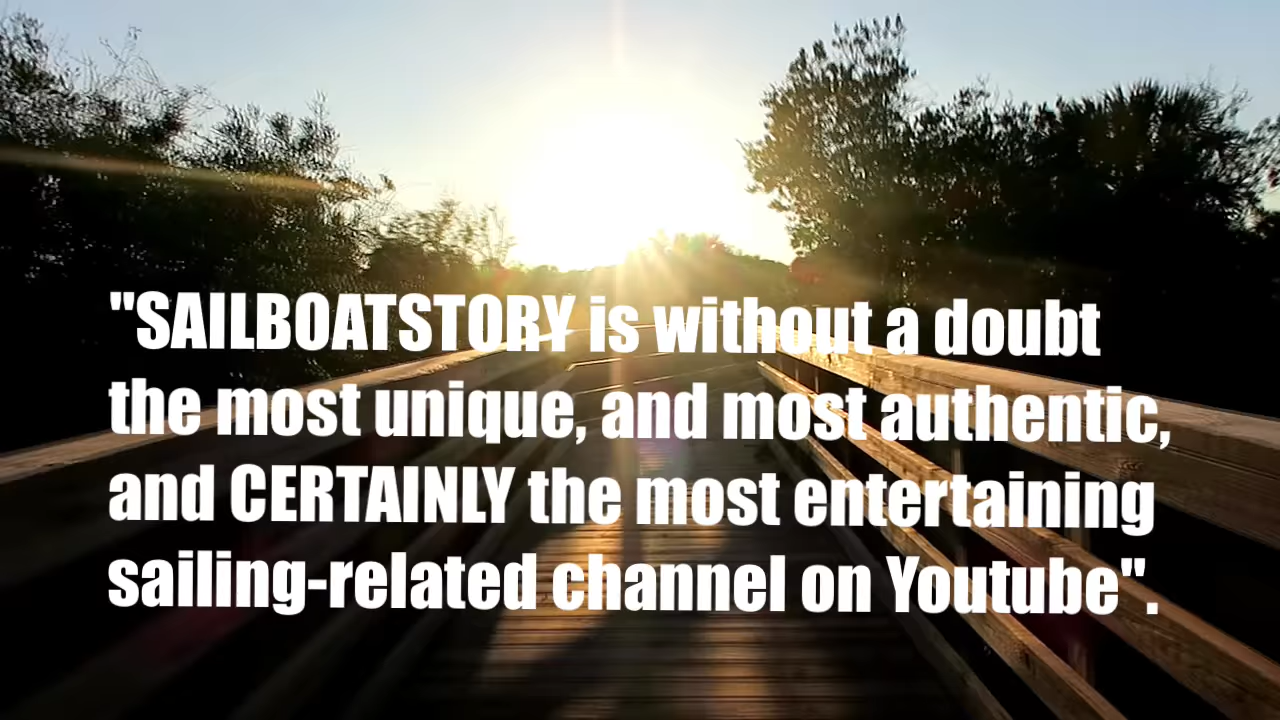 "SAILBOATSTORY is without a doubt
the most unique, and most authentic,
and CERTAINLY the most entertaining
sailing-related channel on Youtube".